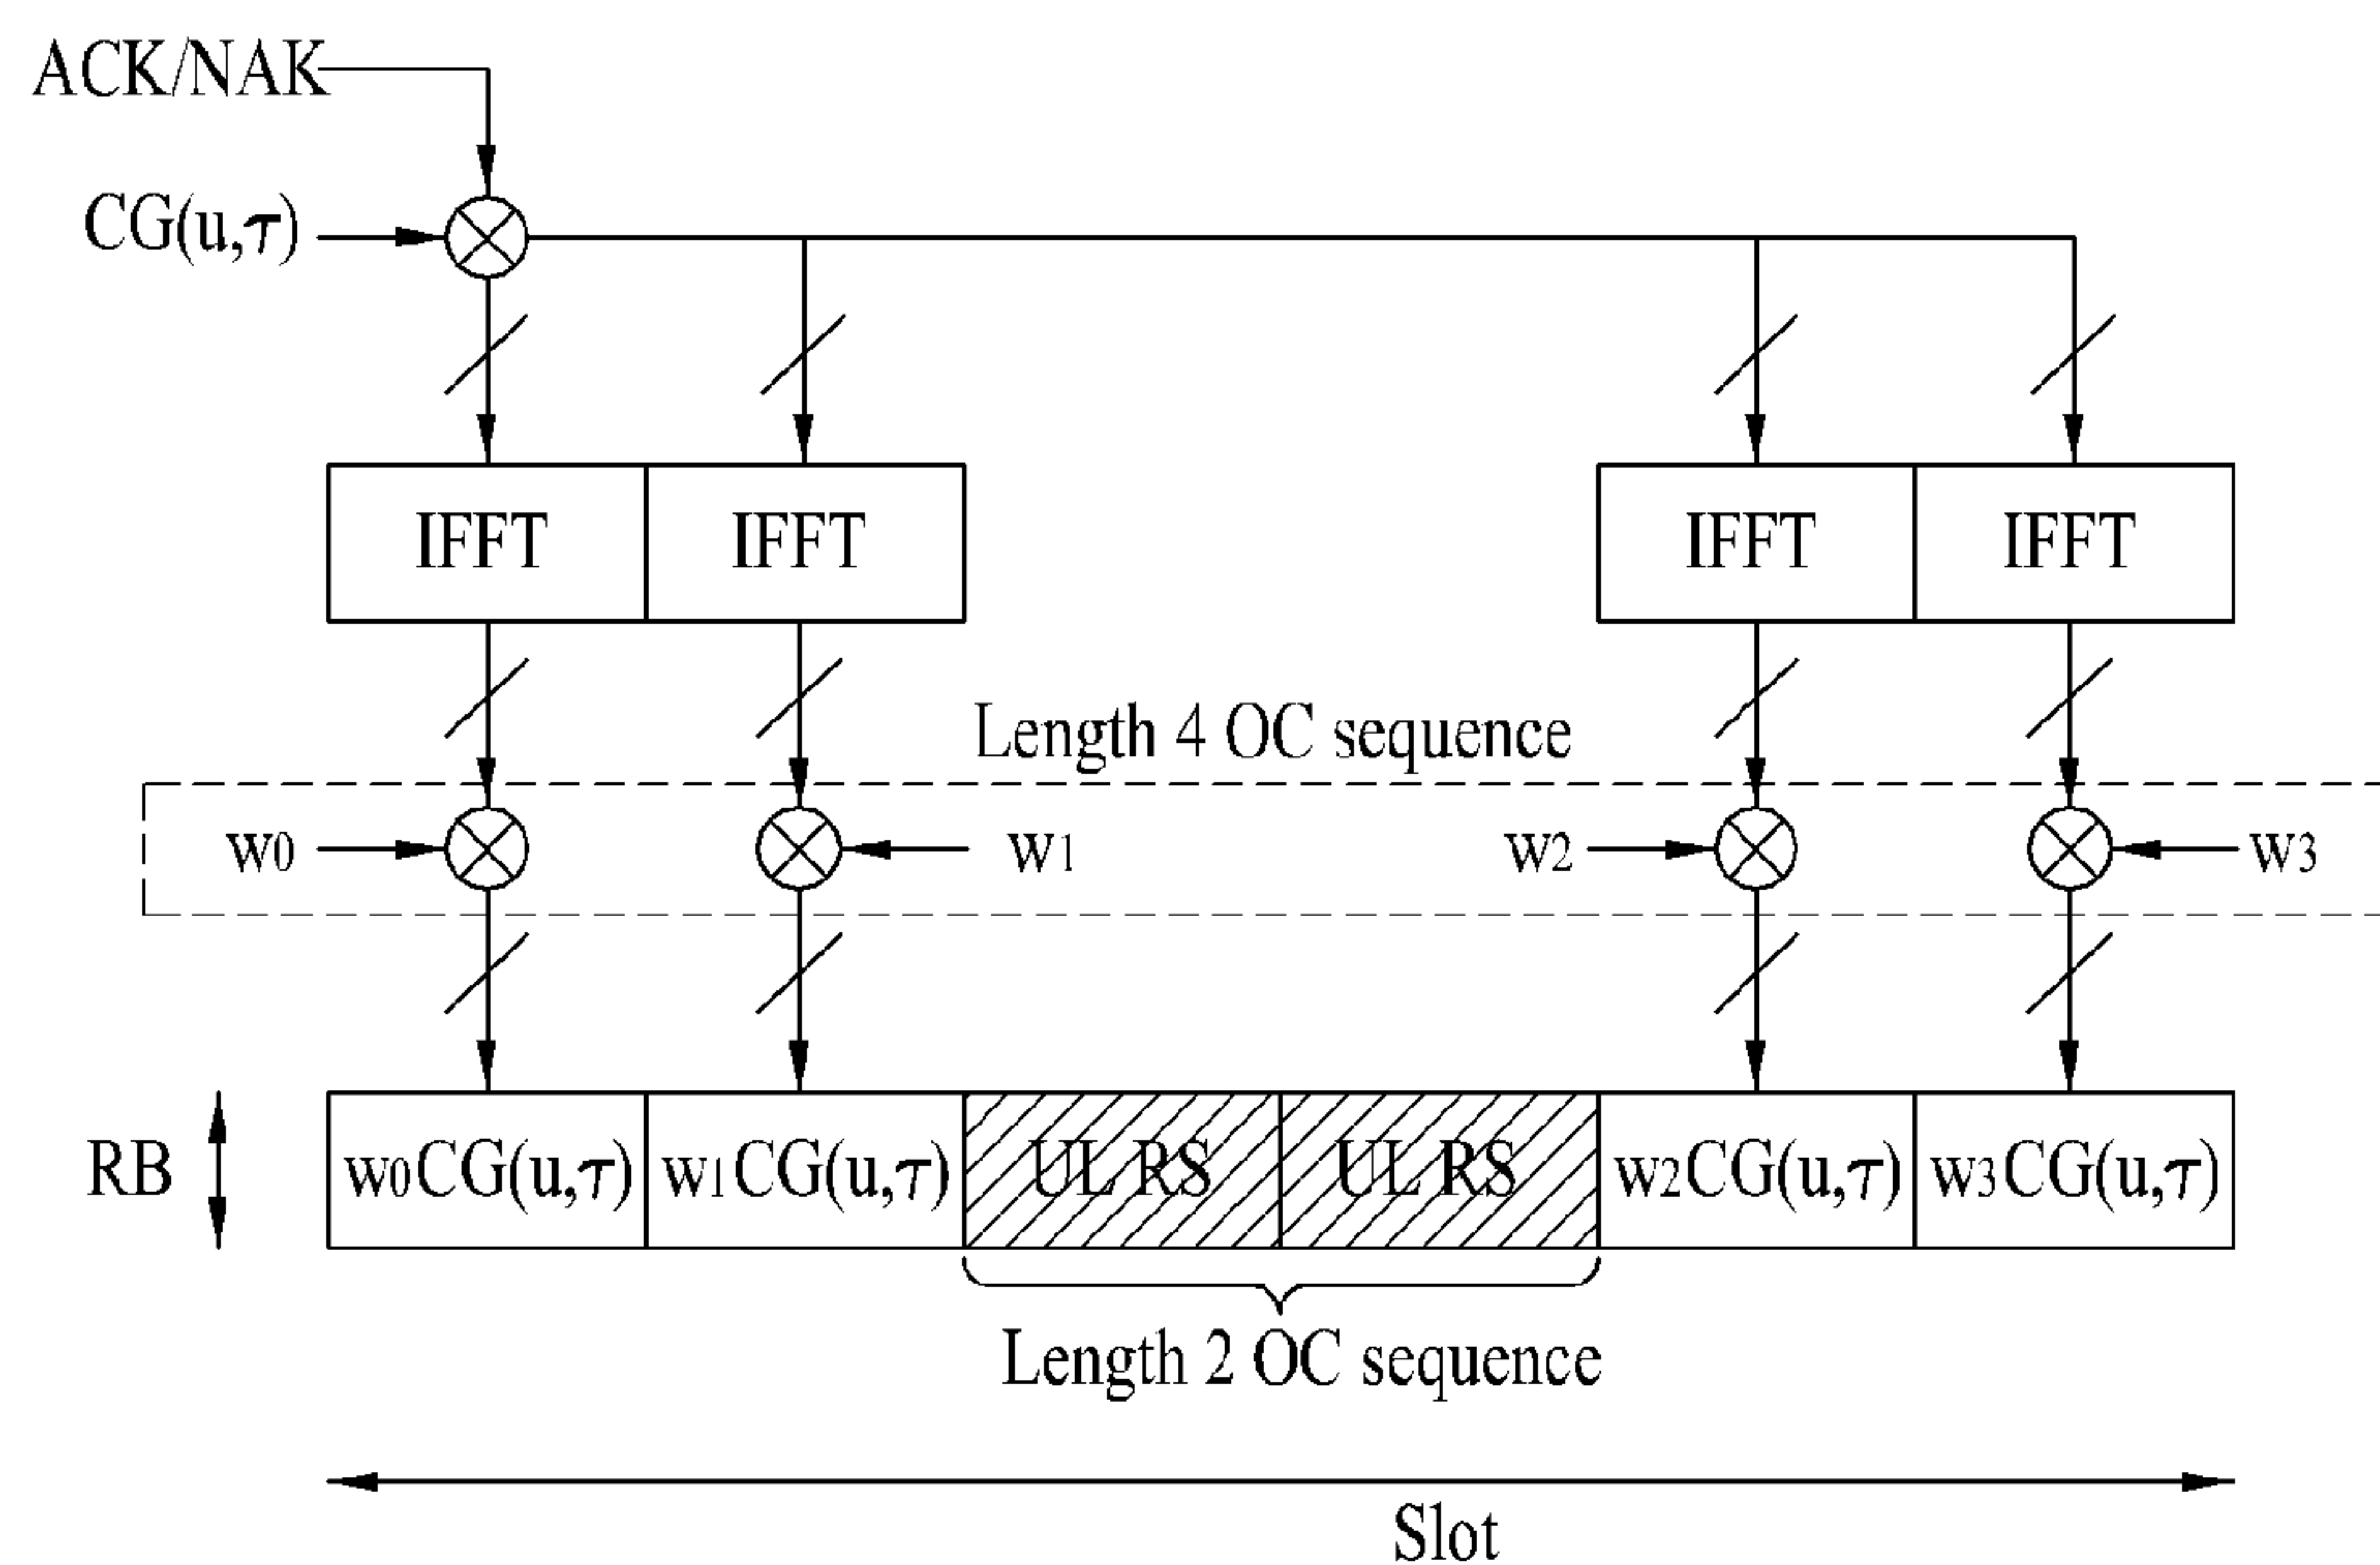 ACK/NAK
CG(u,τ)
IFFT IFFT IFFT IFFT
Length 4 OC sequence
w0 w1 w2 w3
RB w0CG(u,τ) w1CG(u,τ) UL RS UL RS w2CG(u,τ) w3CG(u,τ)
Length 2 OC sequence
Slot